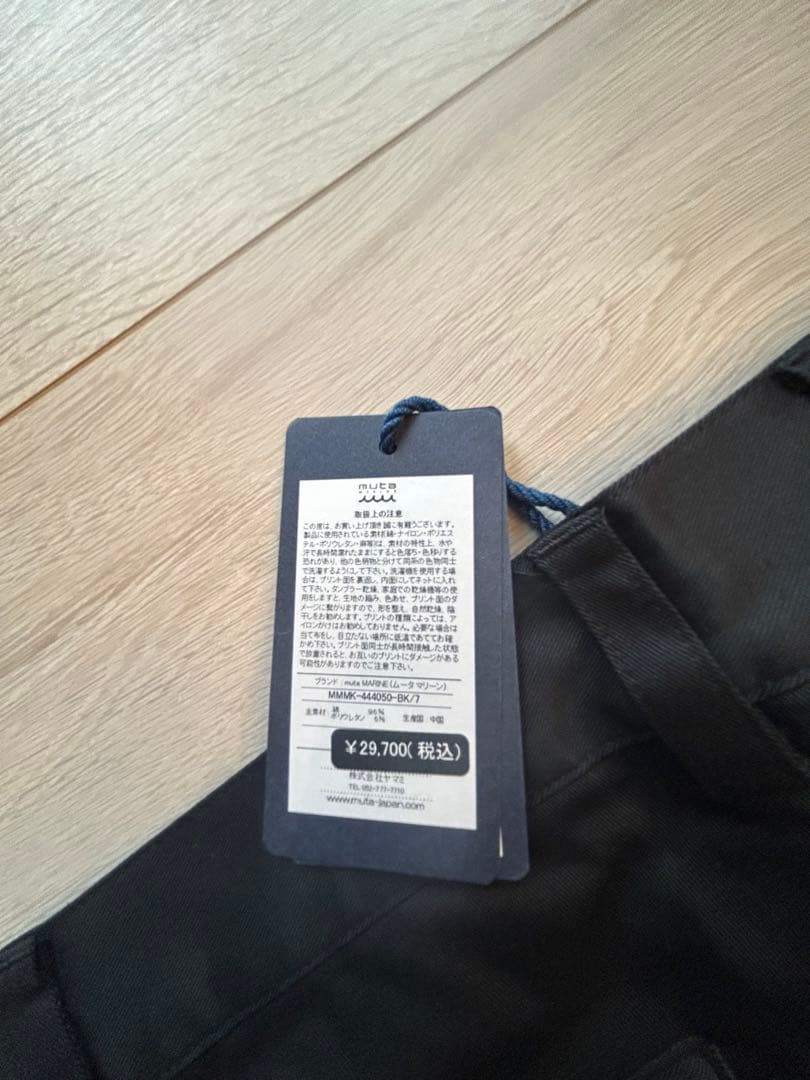 muta
MARINE
取扱上の注意
この度は、お買い上げ頂き誠に有難うございます。
製品に使用されている素材(綿・ナイロン・ポリエス
テル・ポリウレタン・麻等)は、素材の特性上、水や
汗で長時間濡れたままにすると色落ち・色移りする
恐れがあり、他の色柄物と分けて同系の色物同士
で洗濯するようにして下さい。洗濯機を使用する場
合は、プリント面を裏返し、内面にしてネットに入れ
て下さい。タンブラー乾燥、家庭での乾燥機等の使
用をしますと、生地の縮み、色あせ、プリント面のダ
メージに繋がりますので、形を整え、自然乾燥、陰
干しをお勧めします。プリントの種類によっては、ア
イロンがけはお勧めしておりません。必要な場合は
当て布をし、目立たない場所に低温であててお確
かめ下さい。プリント面同士が長時間接触した状態
で放置されると、お互いのプリントにダメージがある
可能性がありますのでご注意下さい。
ブランド：muta MARINE(ムータ マリーン)
MMMK-444050-BK/7
主素材：綿 96%
ポリウレタン 6% 生産国：中国
￥29,700(税込)
株式会社ヤマミ
TEL:052-777-7710
www.muta-japan.com